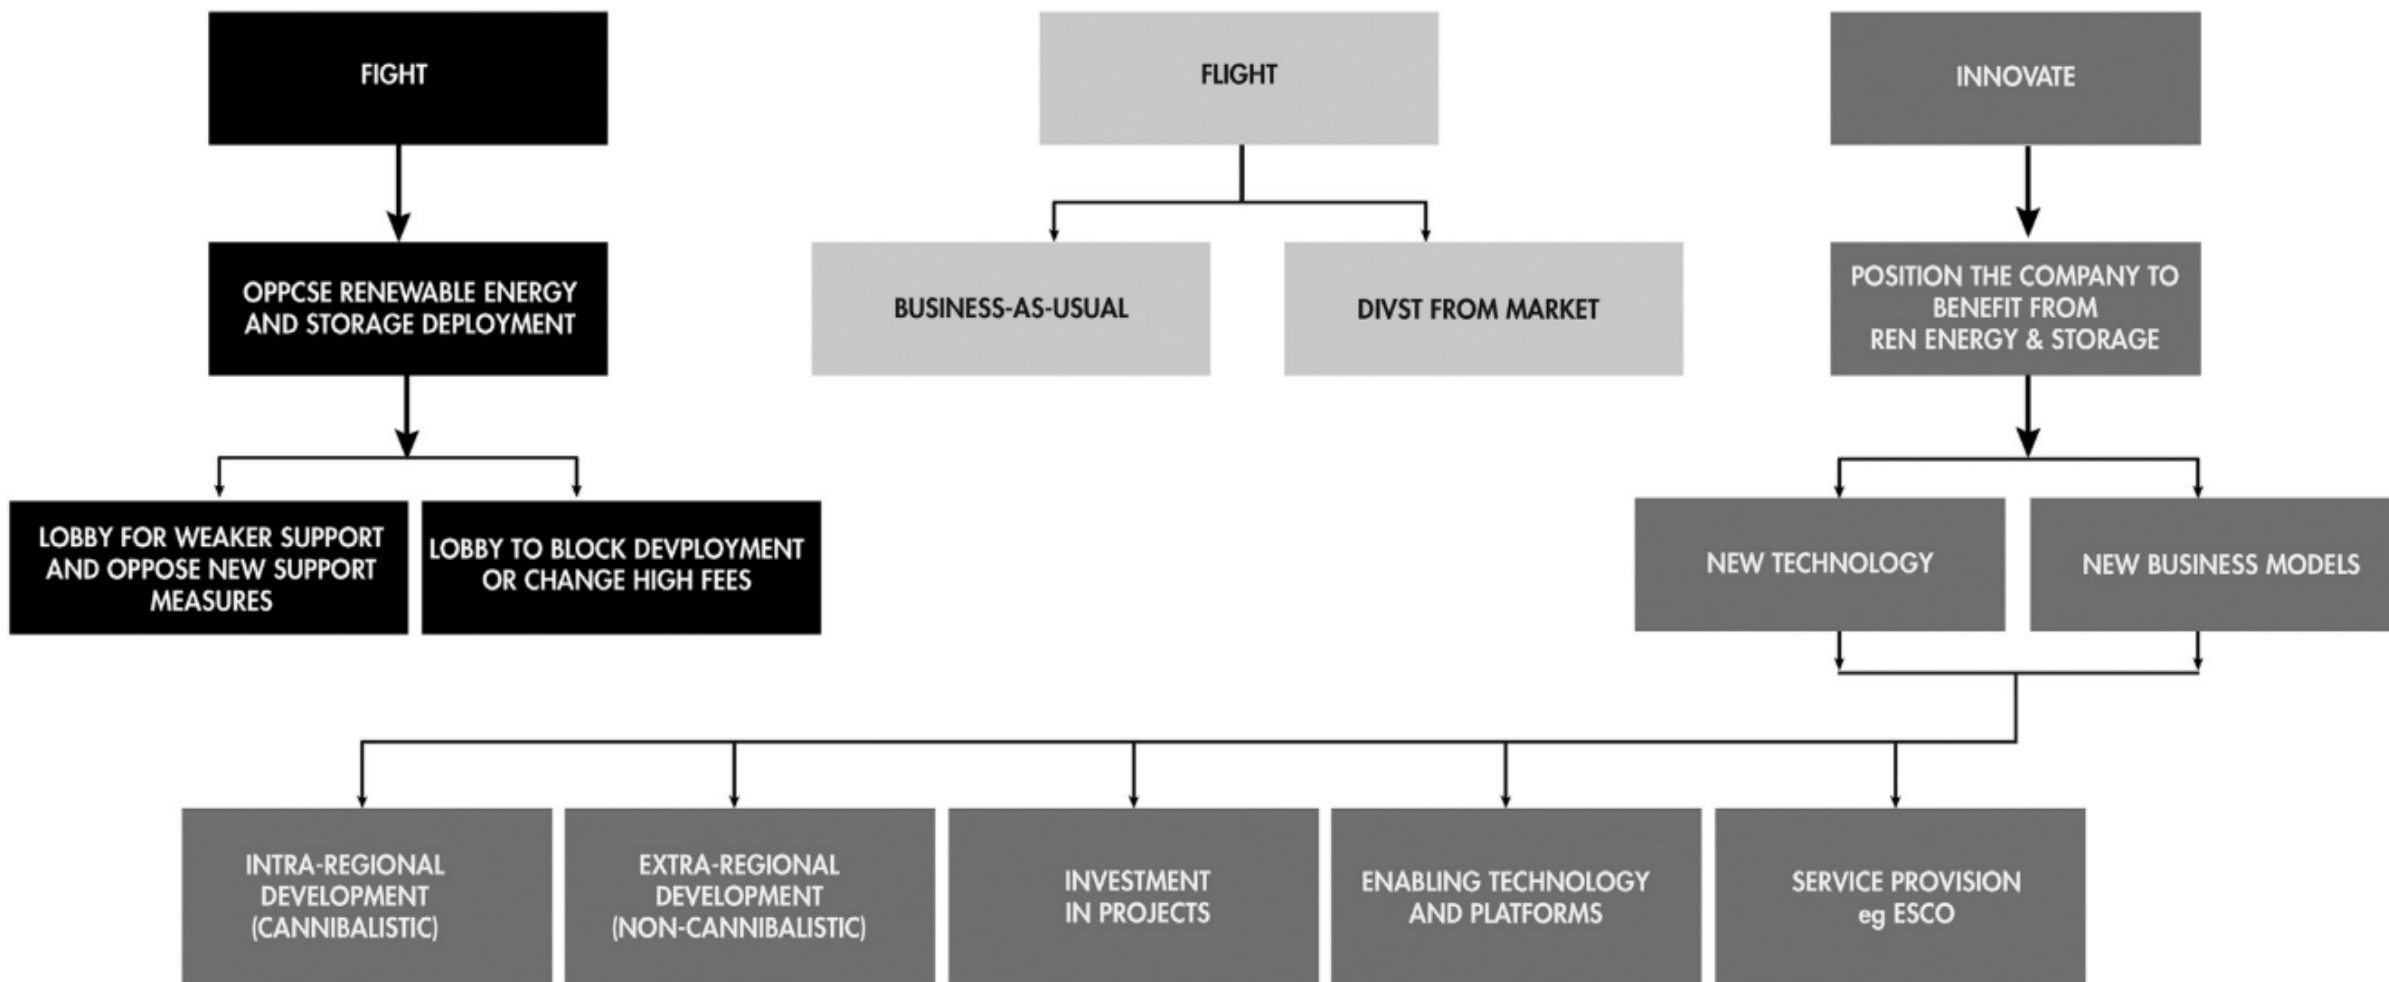 FIGHT
FLIGHT
INNOVATE
OPPCSE RENEWABLE ENERGY
AND STORAGE DEPLOYMENT
BUSINESS-AS-USUAL
DIVST FROM MARKET
POSITION THE COMPANY TO
BENEFIT FROM
REN ENERGY & STORAGE
LOBBY FOR WEAKER SUPPORT
AND OPPOSE NEW SUPPORT
MEASURES
LOBBY TO BLOCK DEVPLOYMENT
OR CHANGE HIGH FEES
NEW TECHNOLOGY
NEW BUSINESS MODELS
INTRA-REGIONAL
DEVELOPMENT
(CANNIBALISTIC)
EXTRA-REGIONAL
DEVELOPMENT
(NON-CANNIBALISTIC)
INVESTMENT
IN PROJECTS
ENABLING TECHNOLOGY
AND PLATFORMS
SERVICE PROVISION
eg ESCO